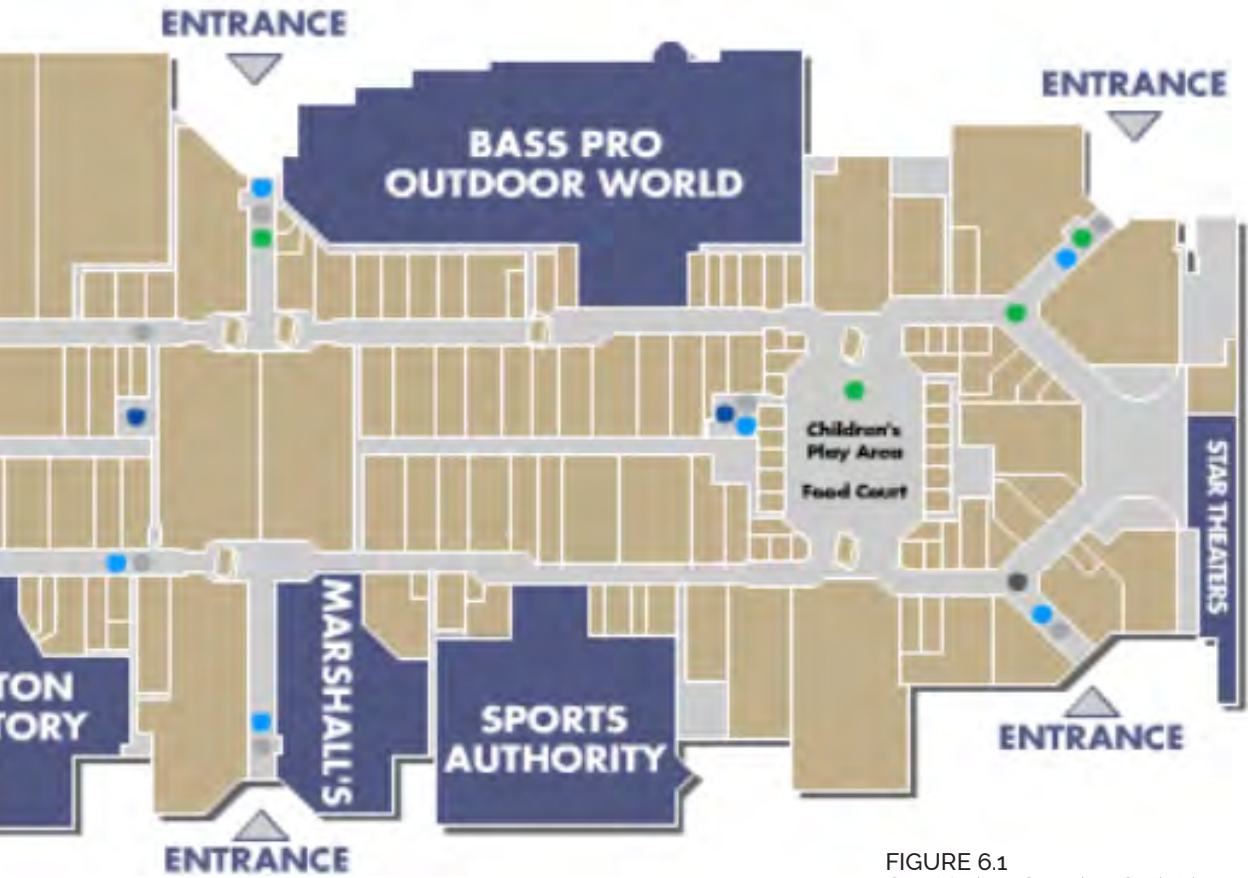 ENTRANCE
ENTRANCE
BASS PRO
OUTDOOR WORLD
Children's
Play Area
Food Court
STAR THEATERS
MARSHALL'S
TON
TORY
SPORTS
AUTHORITY
ENTRANCE
ENTRANCE
FIGURE 6.1